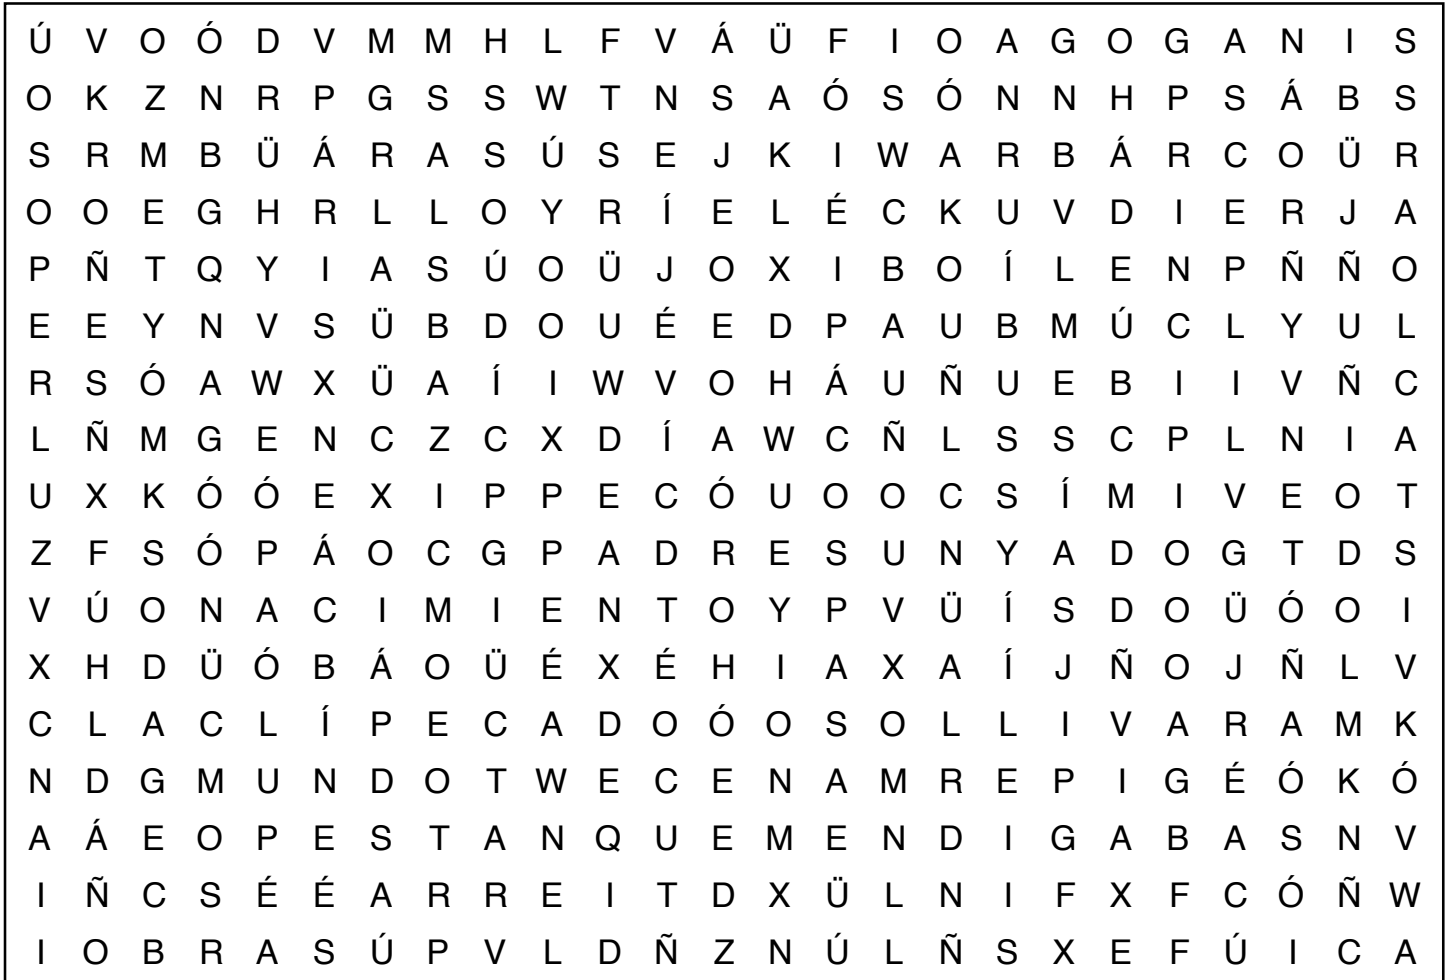 Ú V O Ó D V M M H L F V Á Ü F I O A G O G A N I S
O K Z N R P G S S W T N S A Ó S Ó N N H P S Á B S
S R M B Ü Á R A S Ú S E J K I W A R B Á R C O Ü R
O O E G H R L L O Y R Í E L É C K U V D I E R J A
P Ñ T Q Y I A S Ú O Ü J O X I B O Í L E N P Ñ Ñ O
E E Y N V S Ü B D O U É E D P A U B M Ú C L Y U L
R S Ó A W X Ü A Í I W V O H Á U Ñ U E B I I V Ñ C
L Ñ M G E N C Z C X D Í A W C Ñ L S S C P L N I A
U X K Ó Ó E X I P P E C Ó U O O C S Í M I V E O T
Z F S Ó P Á O C G P A D R E S U N Y A D O G T D S
V Ú O N A C I M I E N T O Y P V Ü Í S D O Ü Ó O I
X H D Ü Ó B Á O Ü É X É H I A X A Í J Ñ O J Ñ L V
C L A C L Í P E C A D O Ó O S O L L I V A R A M K
N D G M U N D O T W E C E N A M R E P I G É Ó K Ó
A Á E O P E S T A N Q U E M E N D I G A B A S N V
I Ñ C S É É A R R E I T D X Ü L N I F X F C Ó Ñ W
I O B R A S Ú P V L D Ñ Z N Ú L Ñ S X E F Ú I C A